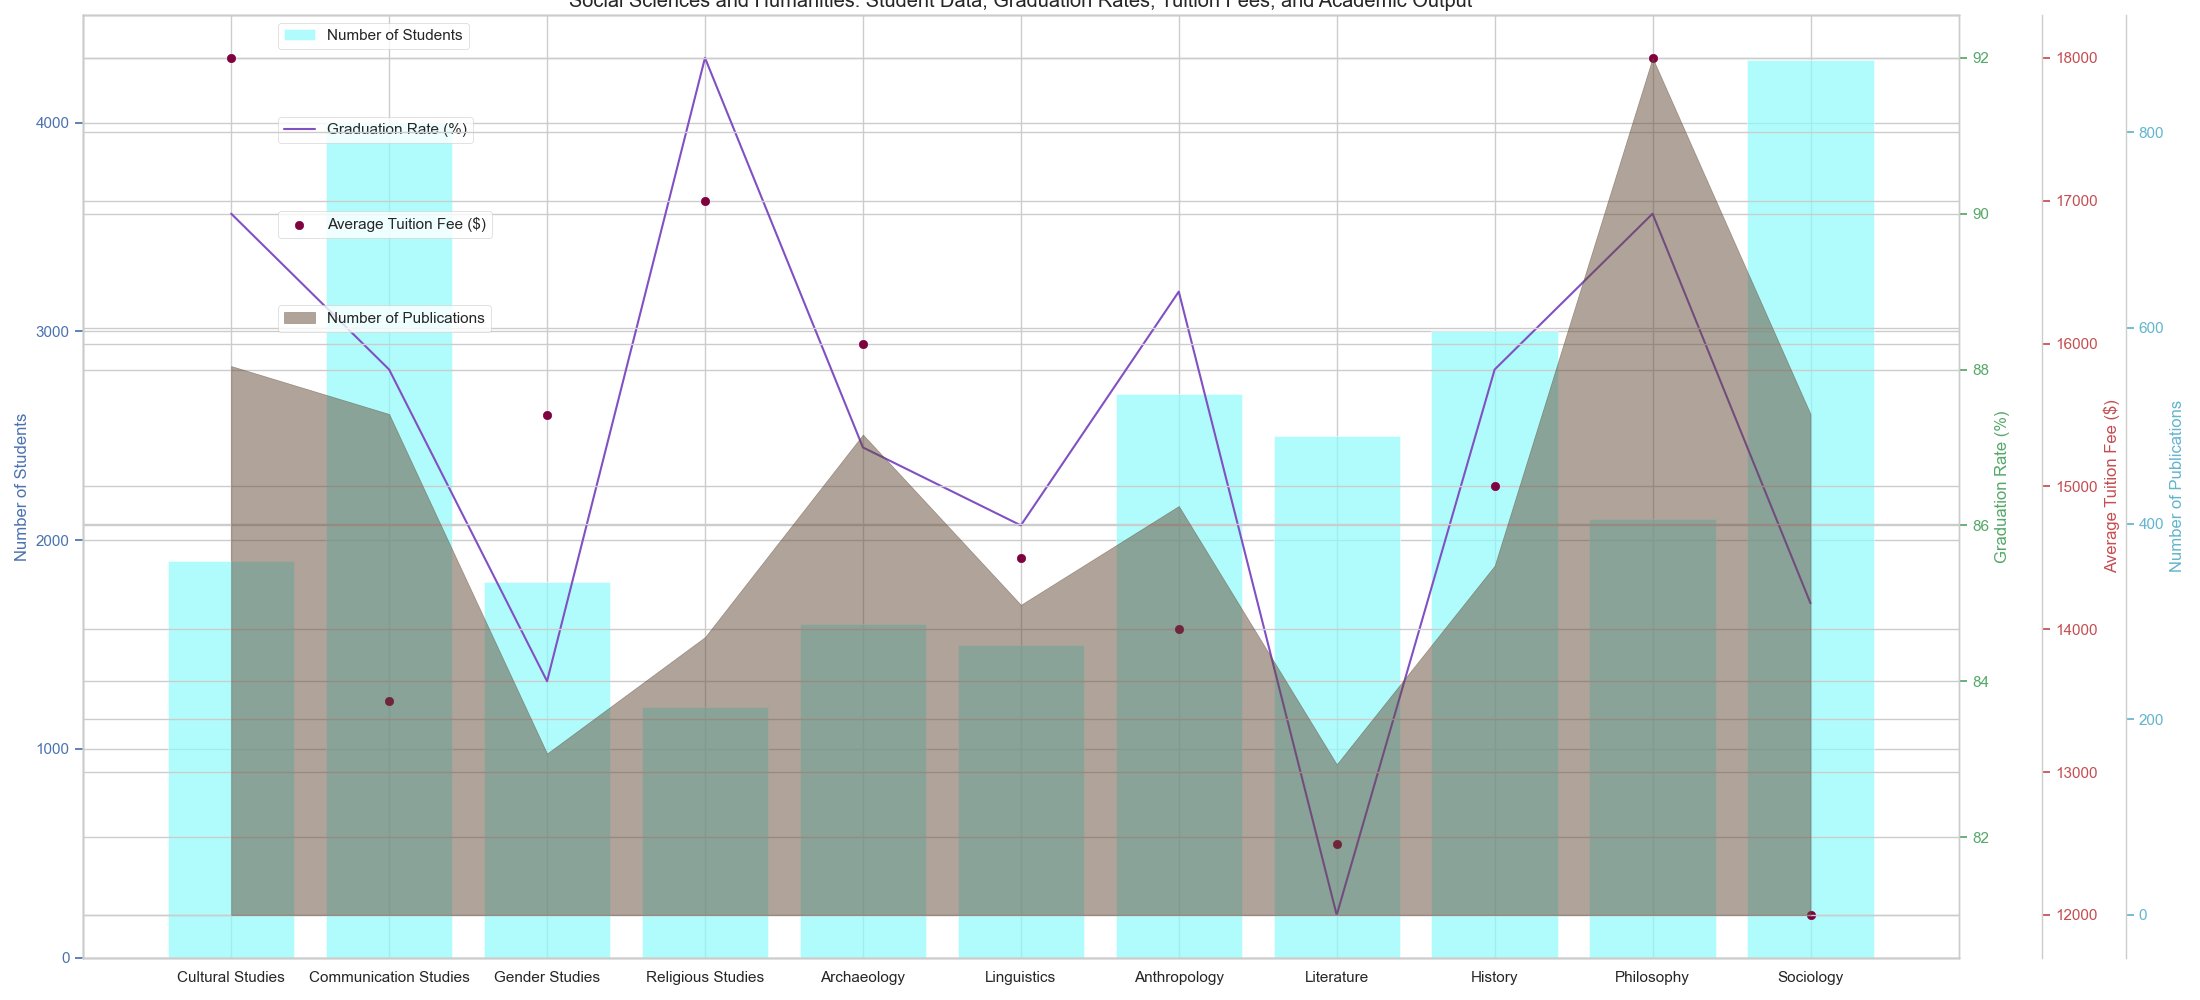 Social Sciences and Humanities: Student Data, Graduation Rates, Tuition Fees, and Academic Output
Number of Students
Graduation Rate (%)
Average Tuition Fee ($)
Number of Publications
Number of Students
4000
3000
2000
1000
0
92
90
88
86
84
82
Graduation Rate (%)
18000
17000
16000
15000
14000
13000
12000
Average Tuition Fee ($)
800
600
400
200
0
Number of Publications
Cultural Studies
Communication Studies
Gender Studies
Religious Studies
Archaeology
Linguistics
Anthropology
Literature
History
Philosophy
Sociology